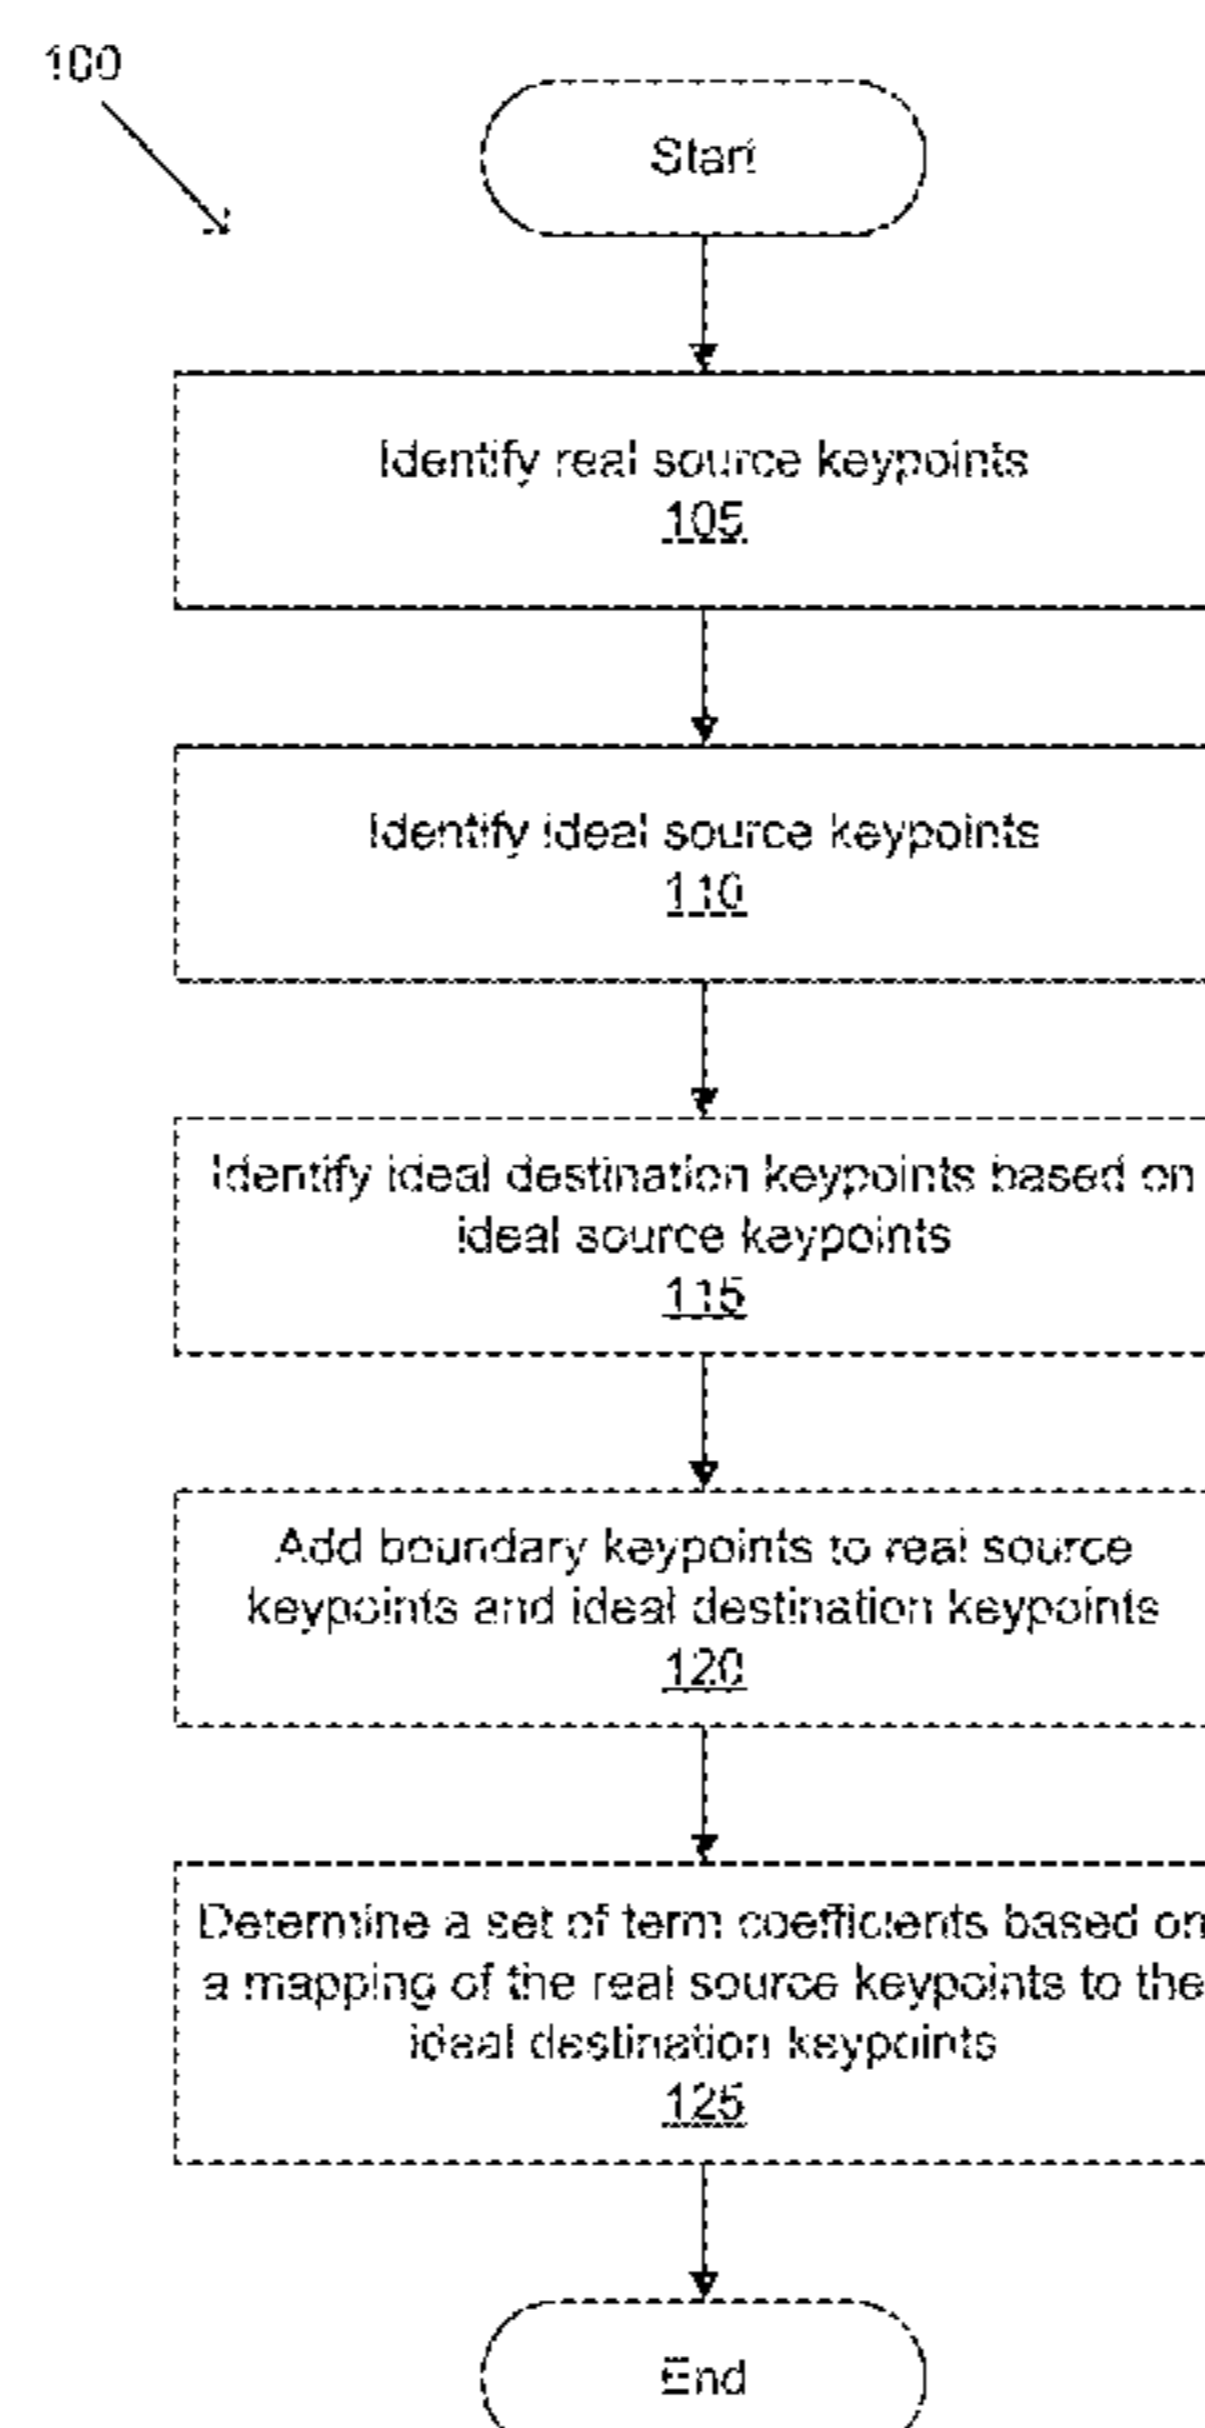 100
Start
Identify real source keypoints
105
Identify ideal source keypoints
110
Identify ideal destination keypoints based on
ideal source keypoints
115
Add boundary keypoints to real source
keypoints and ideal destination keypoints
120
Determine a set of term coefficients based on
a mapping of the real source keypoints to the
ideal destination keypoints
125
End